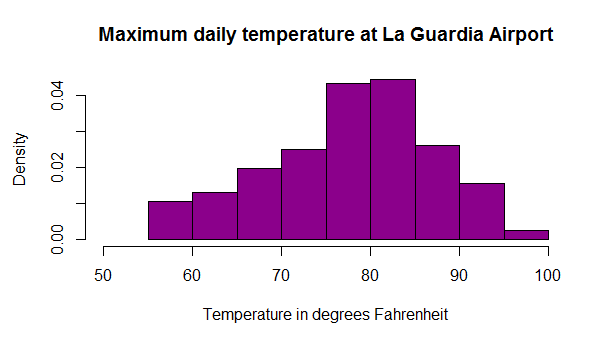 Maximum daily temperature at La Guardia Airport
Density
0.04
0.02
0.00
50 60 70 80 90 100
Temperature in degrees Fahrenheit